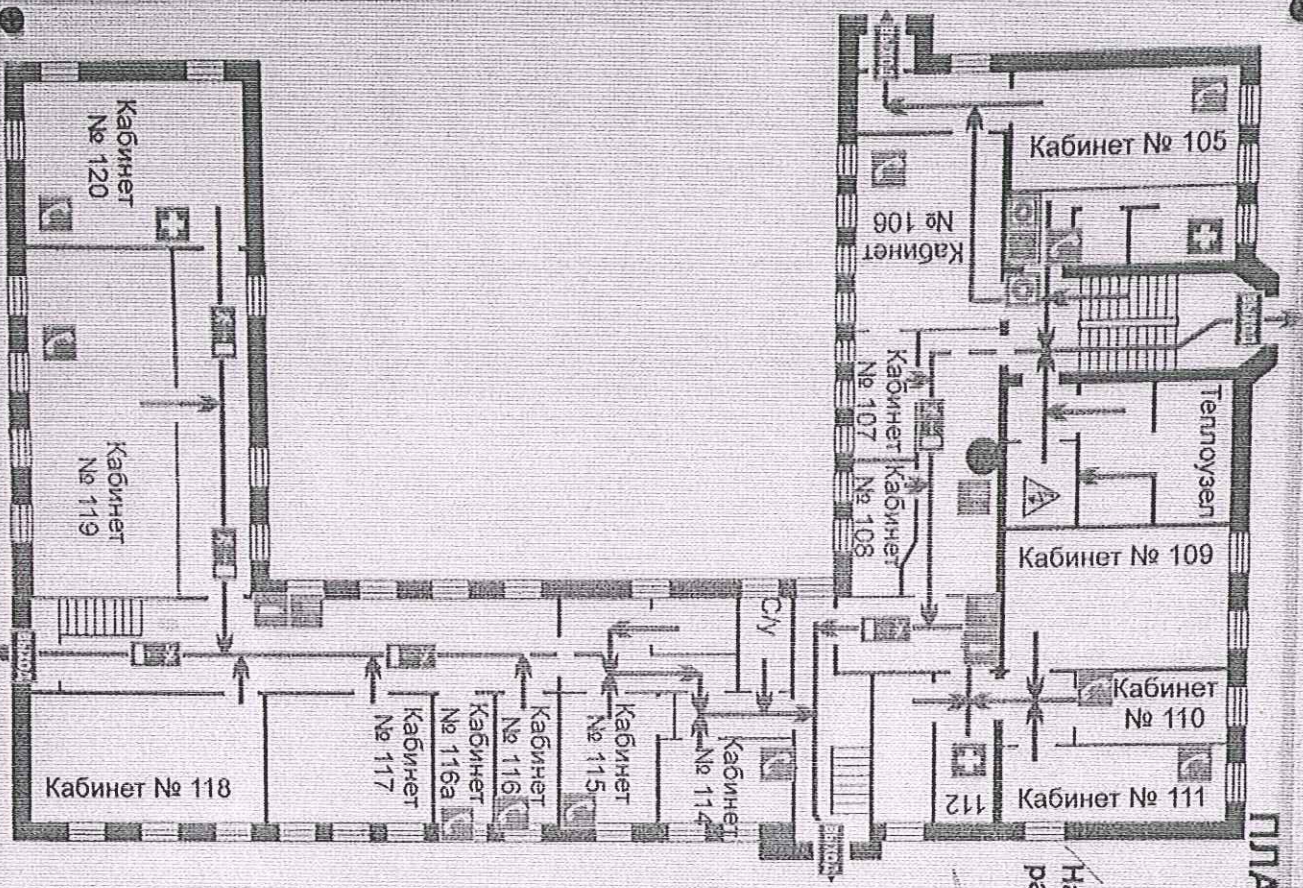 Кабинет
№ 120
Кабинет № 105
Кабинет
№ 106
Кабинет
№ 107
Кабинет
№ 108
Теплоузел
Кабинет
№ 119
Кабинет № 109
С/у
Кабинет
№ 110
Кабинет № 111
112
Кабинет
№ 114
Кабинет
№ 115
Кабинет
№ 116
Кабинет
№ 116а
Кабинет
№ 117
Кабинет № 118